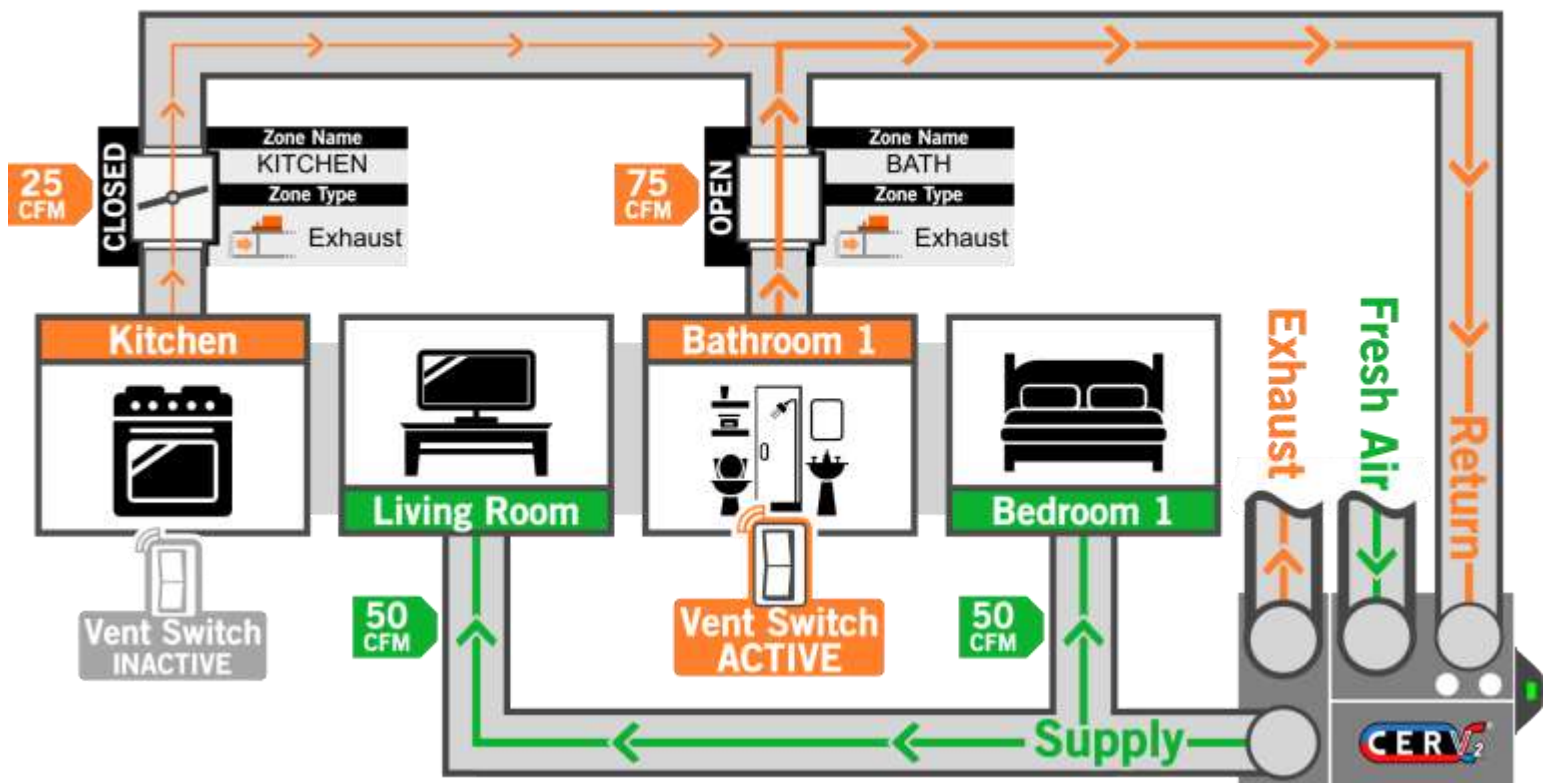 25
CFM
CLOSED
Zone Name
KITCHEN
Zone Type
Exhaust
75
CFM
OPEN
Zone Name
BATH
Zone Type
Exhaust
Kitchen
Living Room
Bathroom 1
Bedroom 1
Exhaust
Fresh Air
Return
Vent Switch
INACTIVE
50
CFM
Vent Switch
ACTIVE
50
CFM
Supply
CERV2